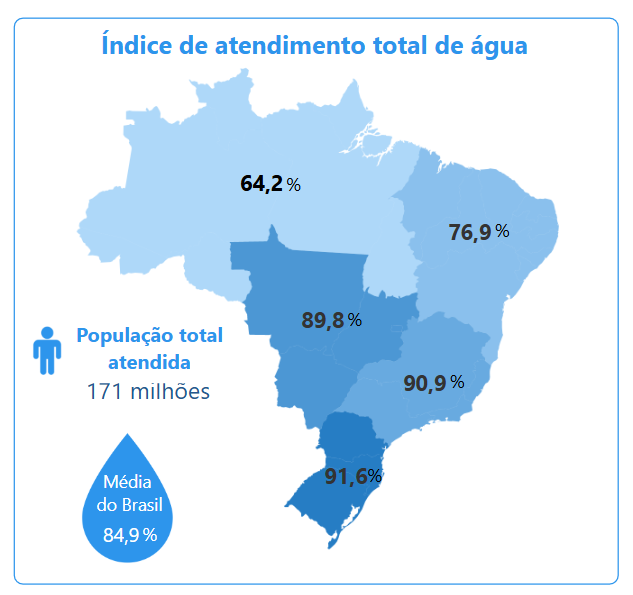 Índice de atendimento total de água
64,2 %
76,9 %
89,8 %
População total
atendida
171 milhões
90,9 %
91,6%
Média
do Brasil
84,9 %